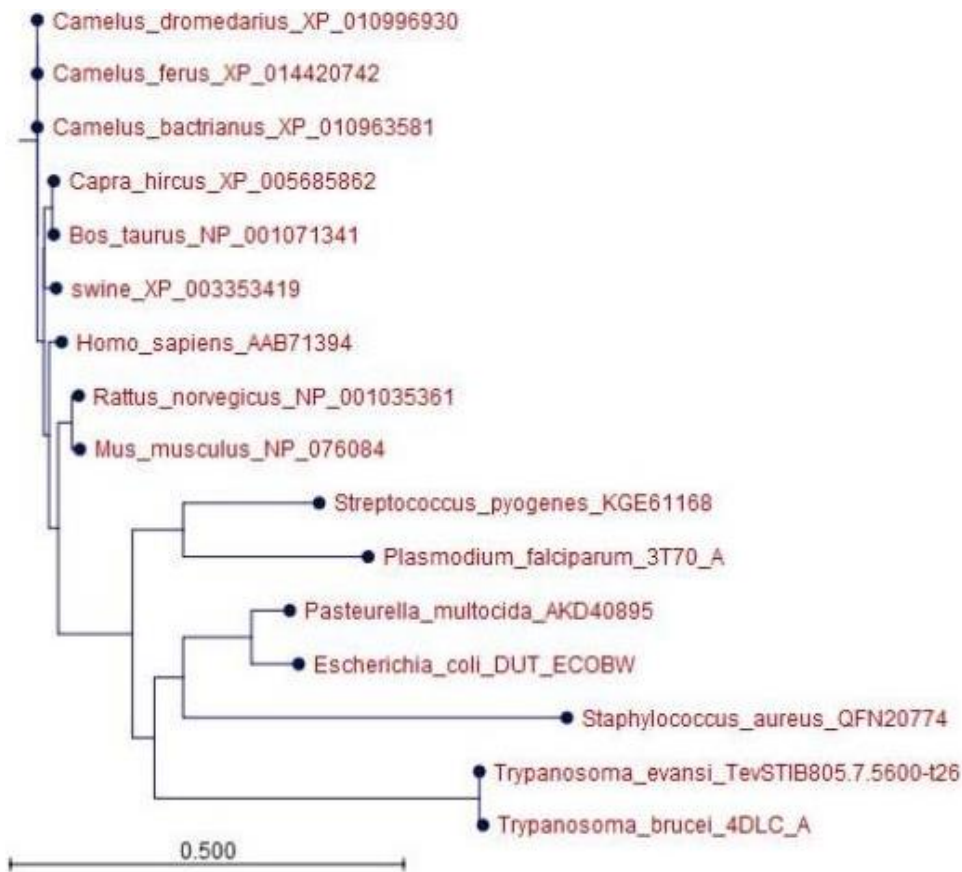 Camelus_dromedarius_XP_010996930
Camelus_ferus_XP_014420742
Camelus_bactrianus_XP_010963581
Capra_hircus_XP_005685862
Bos_taurus_NP_001071341
swine_XP_003353419
Homo_sapiens_AAB71394
Rattus_norvegicus_NP_001035361
Mus_musculus_NP_076084
Streptococcus_pyogenes_KGE61168
Plasmodium_falciparum_3T70_A
Pasteurella_multocida_AKD40895
Escherichia_coli_DUT_ECOBW
Staphylococcus_aureus_QFN20774
Trypanosoma_evansi_TevSTIB805.7.5600-t26
Trypanosoma_brucei_4DLC_A
0.500